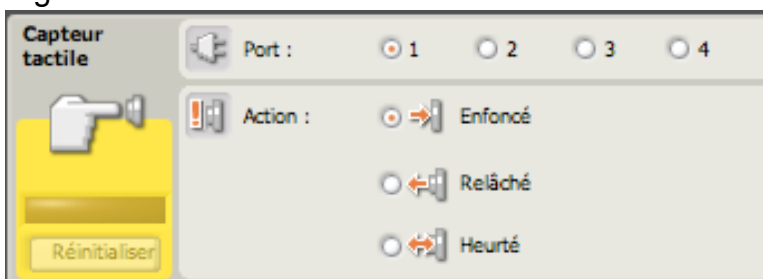 Capteur
tactile
Port :
1
2
3
4
Action :
Enfoncé
Relâché
Heurté
Réinitialiser